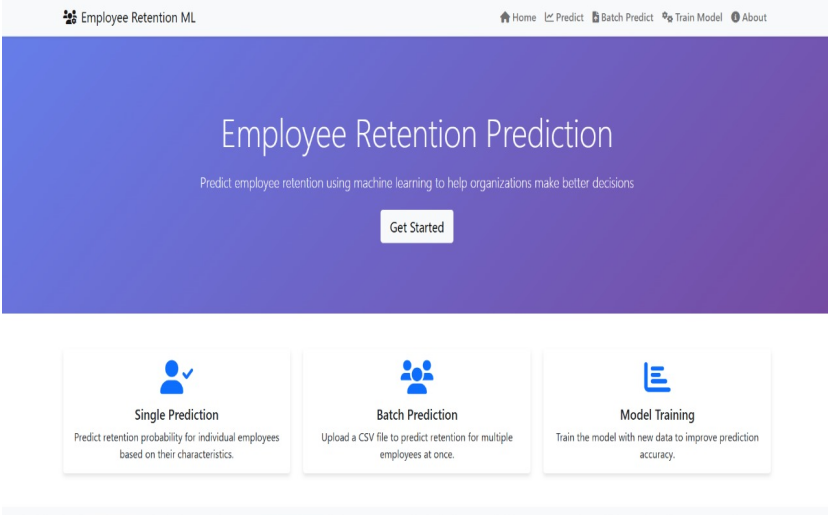 Employee Retention ML
Home Predict Batch Predict Train Model About
Employee Retention Prediction
Predict employee retention using machine learning to help organizations make better decisions
Get Started
Single Prediction
Predict retention probability for individual employees
based on their characteristics.
Batch Prediction
Upload a CSV file to predict retention for multiple
employees at once.
Model Training
Train the model with new data to improve prediction
accuracy.